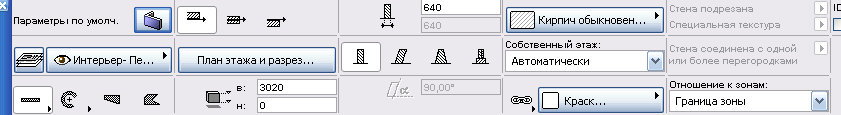 Параметры по умолч.
640
640
Кирпич обыкновен...
Стена подрезана
Специальная текстура
ID
Интерьер- Пе...
План этажа и разрез...
Собственный этаж:
Автоматически
Стена соединена с одной
или более перегородками
в: 3020
н: 0
α
90,00°
Краск...
Отношение к зонам:
Граница зоны